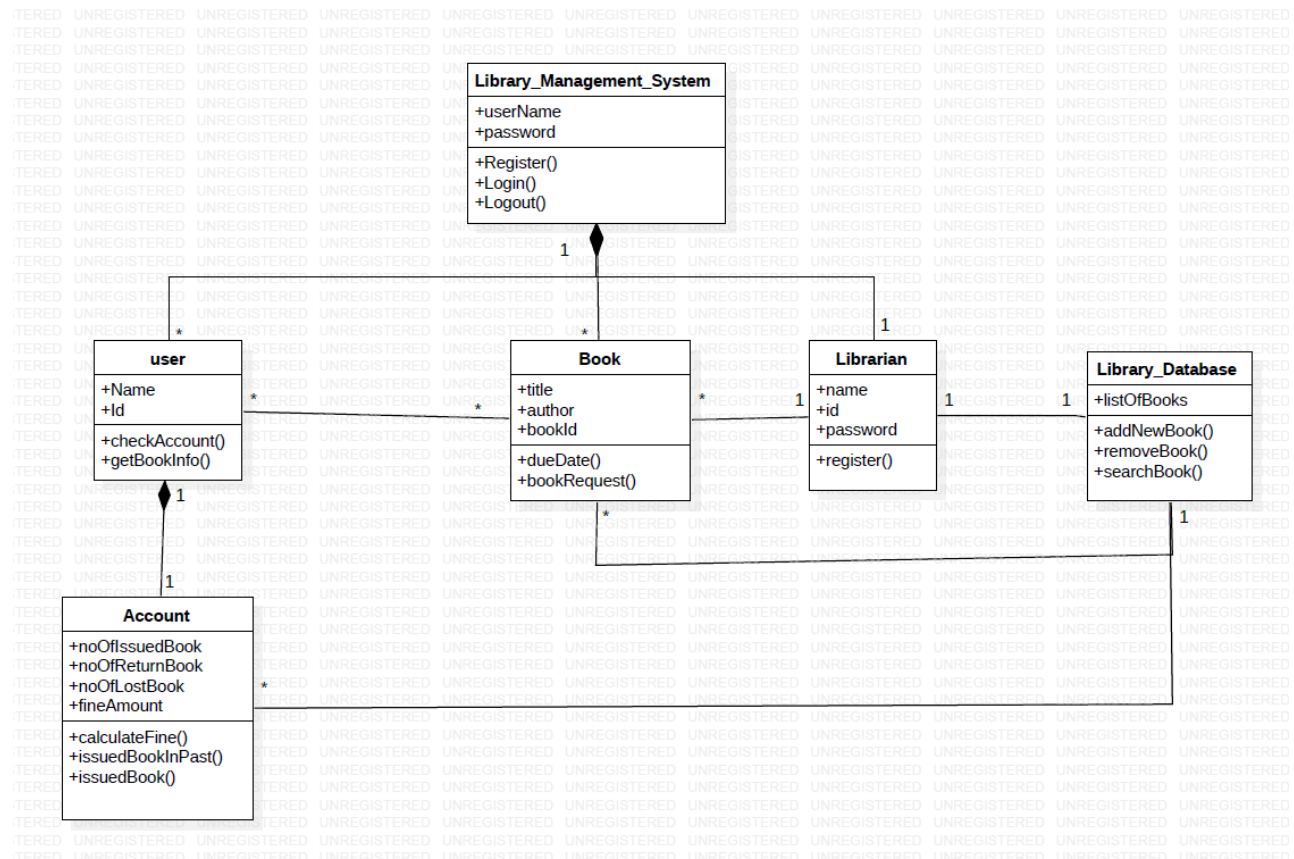 Library_Management_System
+userName
+password
+Register()
+Login()
+Logout()
1
*
*
1
user
+Name
+Id
+checkAccount()
+getBookInfo()
*
*
Book
+title
+author
+bookId
+dueDate()
+bookRequest()
*
1
Librarian
+name
+id
+password
+register()
1
1
Library_Database
+listOfBooks
+addNewBook()
+removeBook()
+searchBook()
1
*
1
1
Account
+noOfIssuedBook
+noOfReturnBook
+noOfLostBook
+fineAmount
+calculateFine()
+issuedBookInPast()
+issuedBook()
*
UNREGISTERED